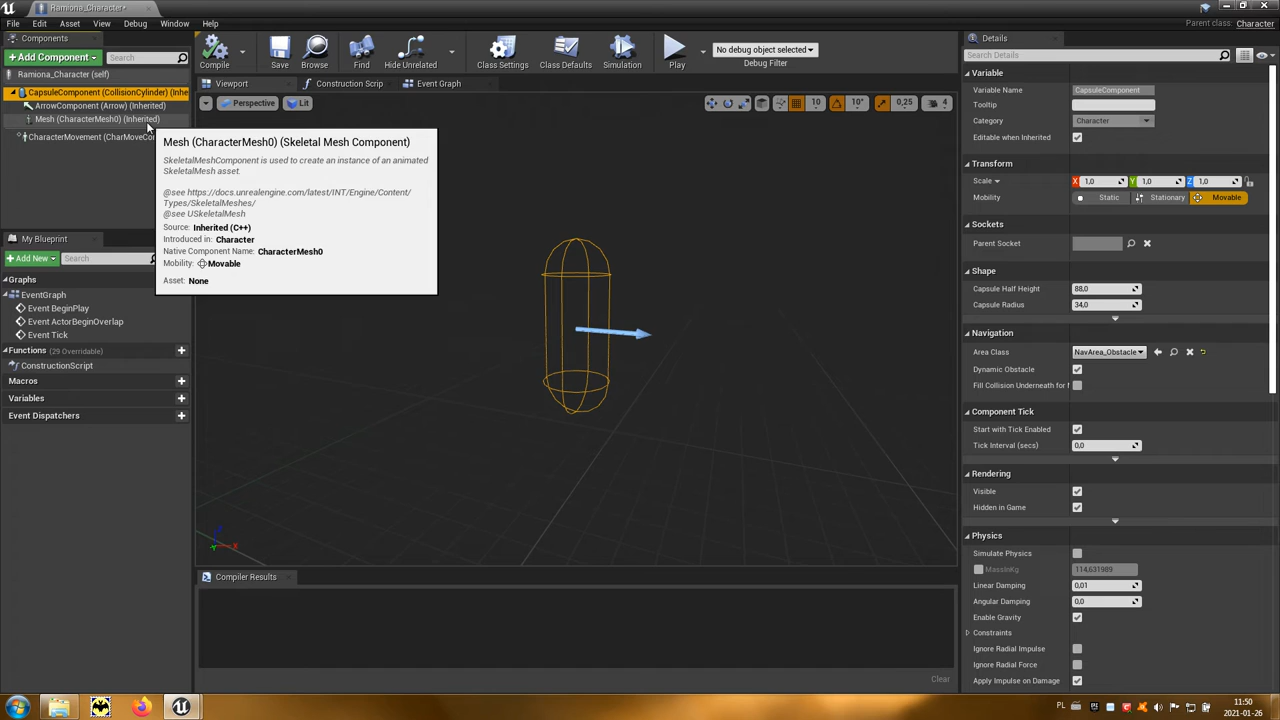 Ramiona_Character*
File Edit Asset View Debug Window Help
Parent class: Character
Components
+Add Component
Search
Ramiona_Character (self)
CapsuleComponent (CollisionCylinder) (Inhe
ArrowComponent (Arrow) (Inherited)
Mesh (CharacterMesh0) (Inherited)
CharacterMovement (CharMoveCor
Compile
Save
Browse
Find
Hide Unrelated
Class Settings
Class Defaults
Simulation
Play
No debug object selected
Debug Filter
Viewport
Construction Scrip
Event Graph
Perspective
Lit
10
10°
0,25
4
Mesh (CharacterMesh0) (Skeletal Mesh Component)
SkeletalMeshComponent is used to create an instance of an animated
SkeletalMesh asset.
@see https://docs.unrealengine.com/latest/INT/Engine/Content/
Types/SkeletalMeshes/
@see USkeletalMesh
Source: Inherited (C++)
Introduced in: Character
Native Component Name: CharacterMesh0
Mobility: Movable
Asset: None
My Blueprint
+Add New
Search
Graphs
EventGraph
Event BeginPlay
Event ActorBeginOverlap
Event Tick
Functions (29 Overridable)
ConstructionScript
Macros
Variables
Event Dispatchers
Z
X
Compiler Results
Clear
Details
Search Details
Variable
Variable Name CapsuleComponent
Tooltip
Category Character
Editable when Inherited
Transform
Scale X 1,0 Y 1,0 Z 1,0
Mobility Static Stationary Movable
Sockets
Parent Socket
Shape
Capsule Half Height 88,0
Capsule Radius 34,0
Navigation
Area Class NavArea_Obstacle
Dynamic Obstacle
Fill Collision Underneath for
Component Tick
Start with Tick Enabled
Tick Interval (secs) 0,0
Rendering
Visible
Hidden in Game
Physics
Simulate Physics
MassInKg 114,631989
Linear Damping 0,01
Angular Damping 0,0
Enable Gravity
Constraints
Ignore Radial Impulse
Ignore Radial Force
Apply Impulse on Damage
PL
11:50
2021-01-26